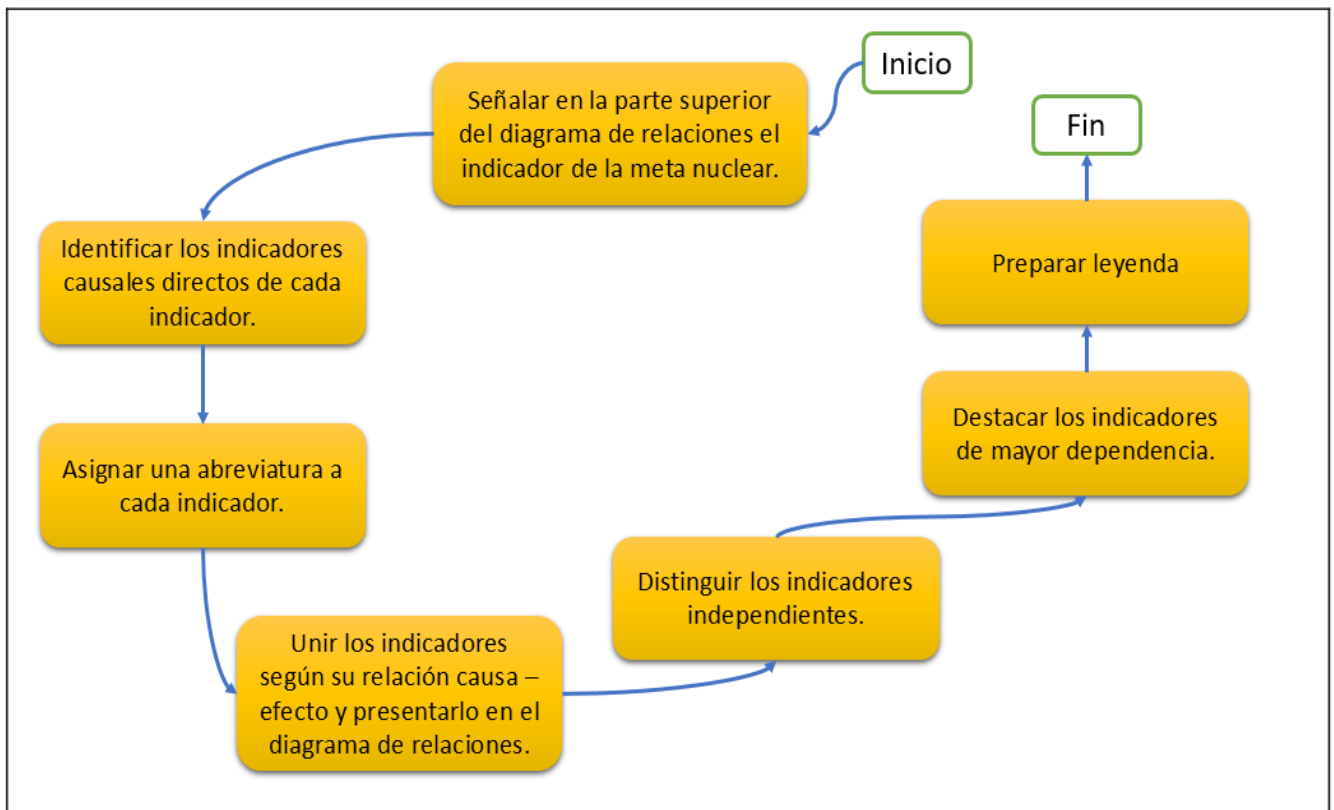 Inicio
Señalar en la parte superior
del diagrama de relaciones el
indicador de la meta nuclear.
Identificar los indicadores
causales directos de cada
indicador.
Asignar una abreviatura a
cada indicador.
Unir los indicadores
según su relación causa –
efecto y presentarlo en el
diagrama de relaciones.
Distinguir los indicadores
independientes.
Destacar los indicadores
de mayor dependencia.
Preparar leyenda
Fin